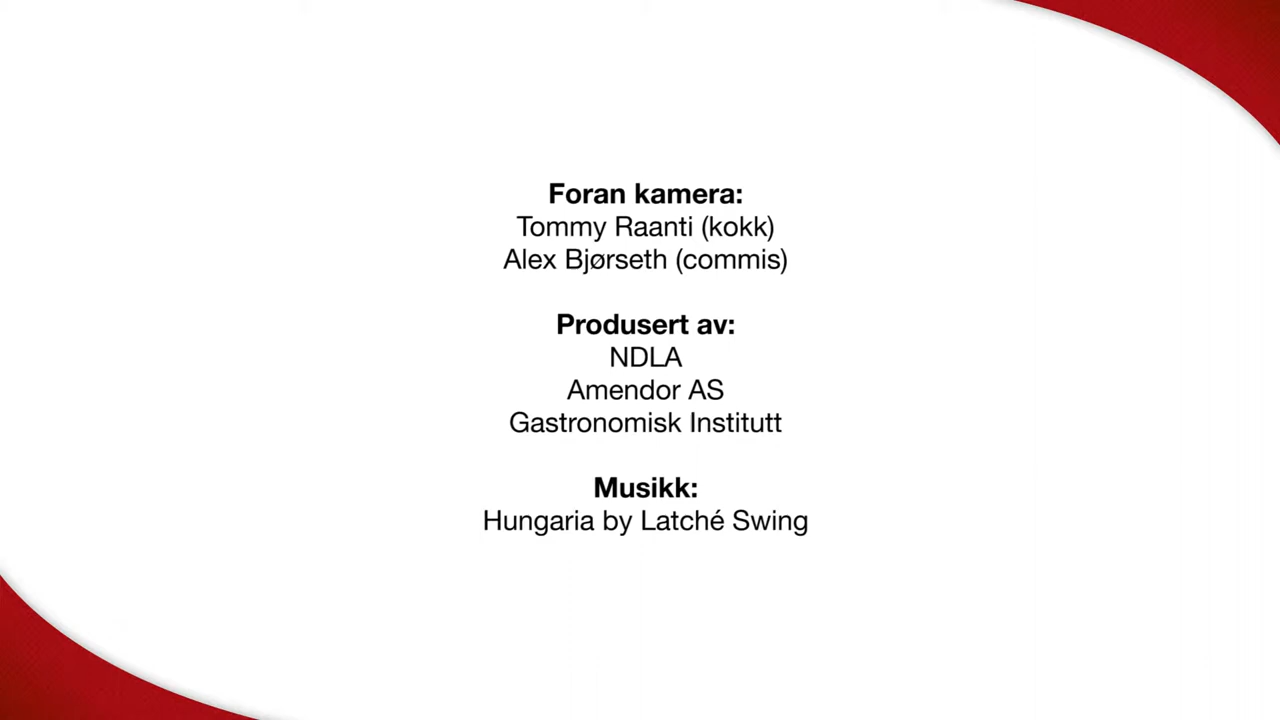 Foran kamera:
Tommy Raanti (kokk)
Alex Bjørseth (commis)
Produsert av:
NDLA
Amendor AS
Gastronomisk Institutt
Musikk:
Hungaria by Latché Swing